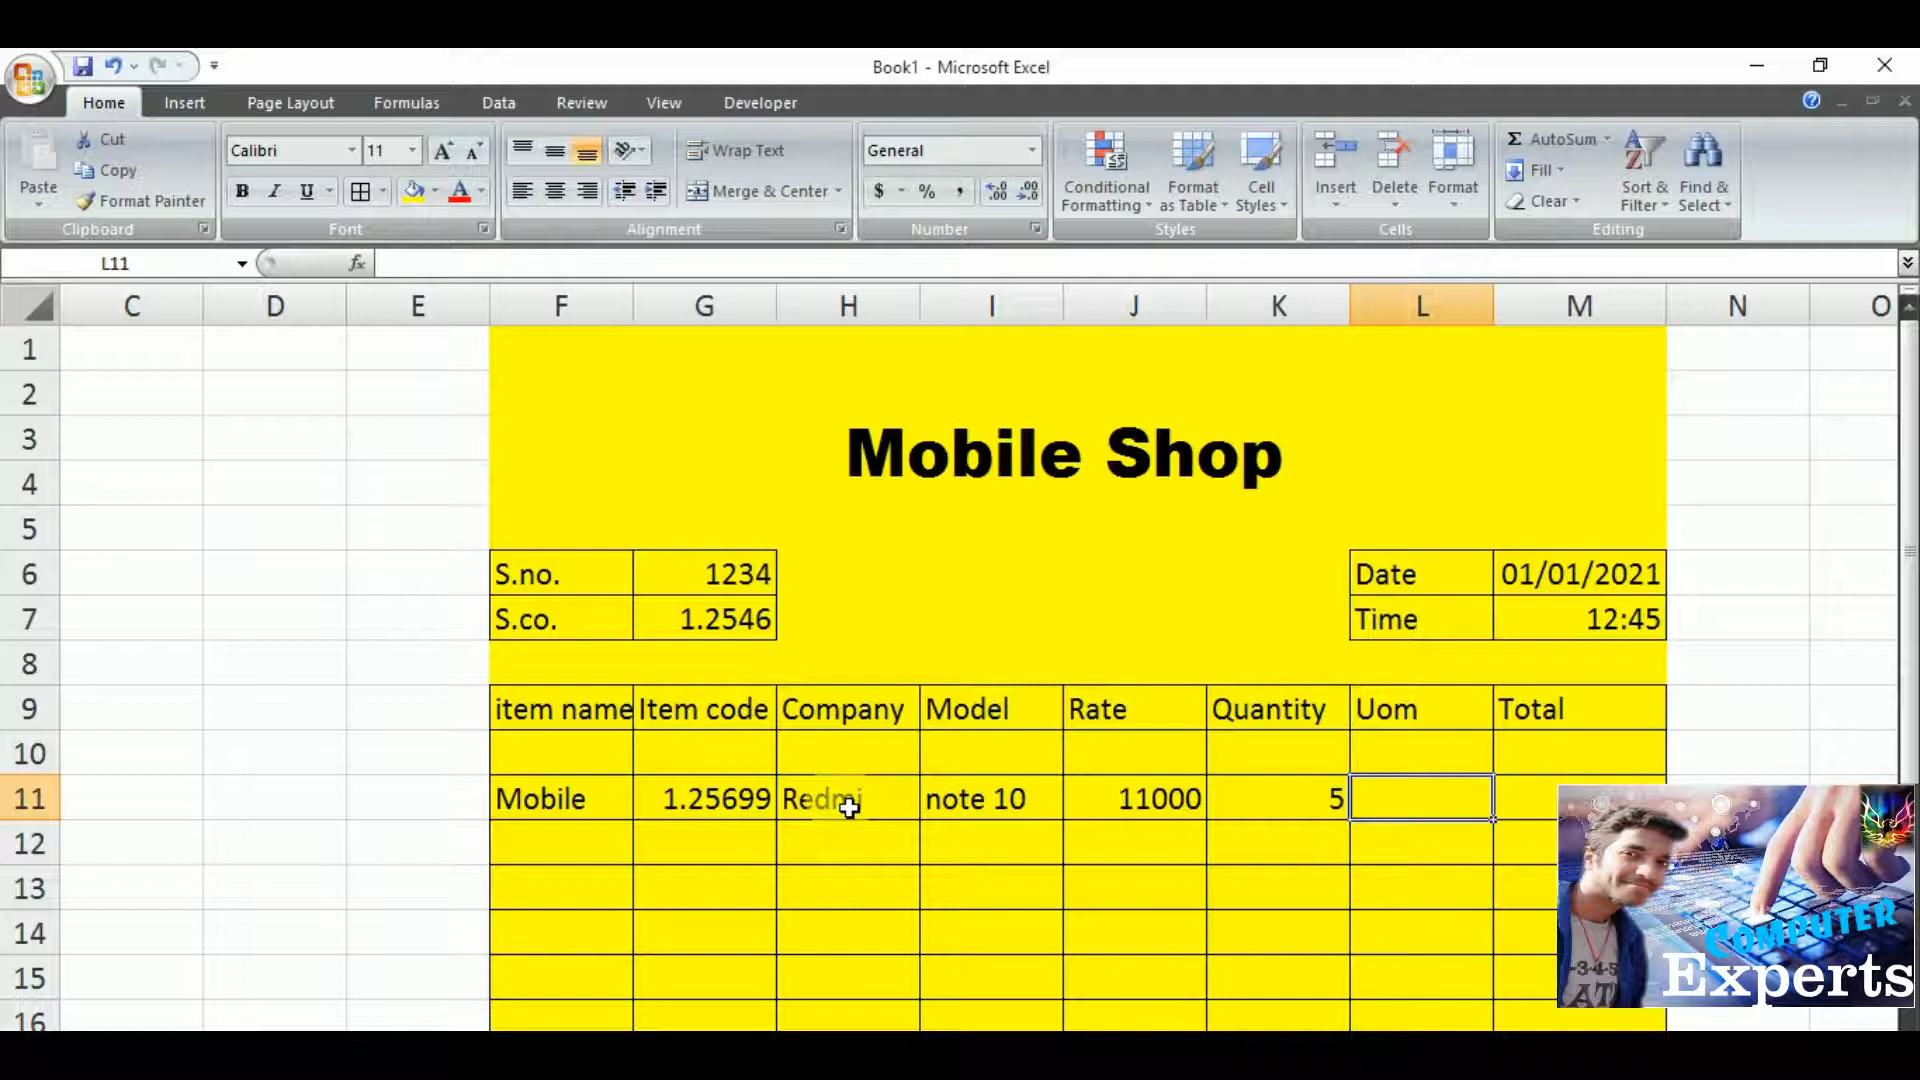 Book1 - Microsoft Excel
Home Insert Page Layout Formulas Data Review View Developer
Paste
Cut
Copy
Format Painter
Clipboard
Calibri 11
B I U A
Font
Wrap Text
Merge & Center
Alignment
General
$ % ,
Number
Conditional Formatting
Format as Table
Cell Styles
Styles
Insert Delete Format
Cells
Σ AutoSum
Fill
Clear
Sort & Filter
Find & Select
Editing
L11 fx
C D E F G H I J K L M N O
1
2
3
Mobile Shop
4
5
6 S.no. 1234 Date 01/01/2021
7 S.co. 1.2546 Time 12:45
8
9 item name Item code Company Model Rate Quantity Uom Total
10
11 Mobile 1.25699 Redmi note 10 11000 5
12
13
14
15
16
COMPUTER
Experts